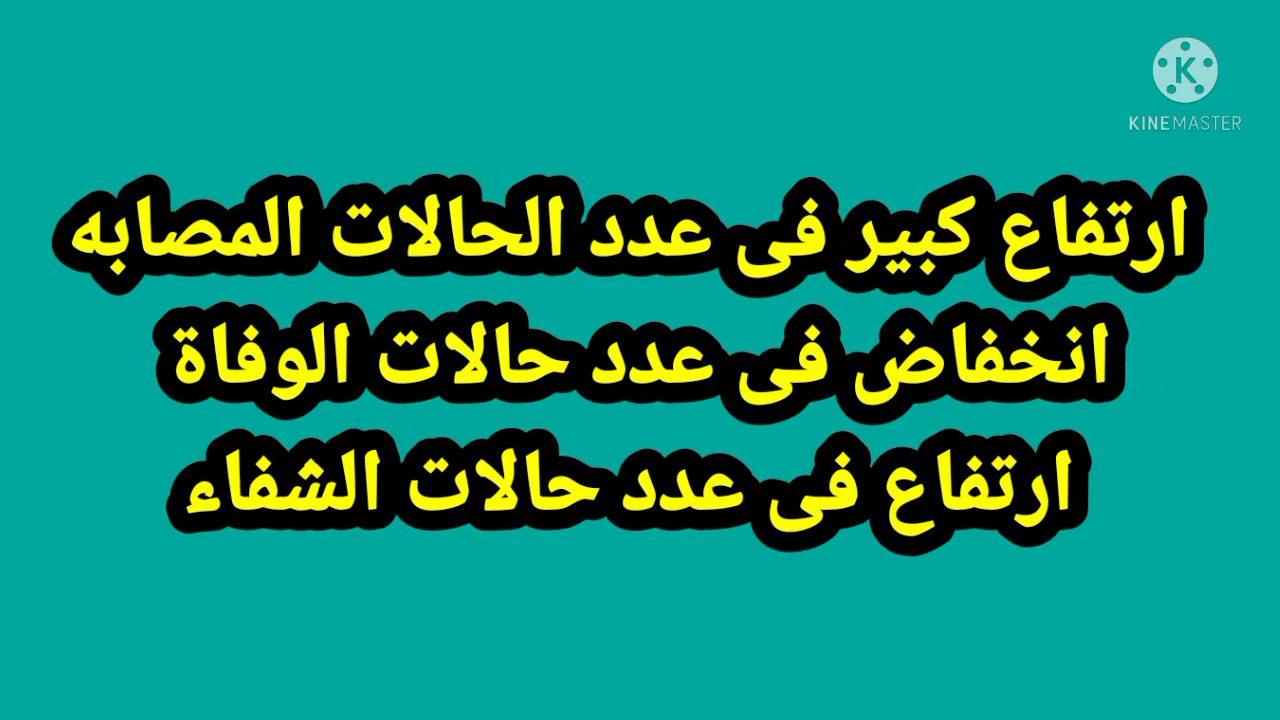 KINEMASTER
ارتفاع كبير فى عدد الحالات المصابه
انخفاض فى عدد حالات الوفاة
ارتفاع فى عدد حالات الشفاء